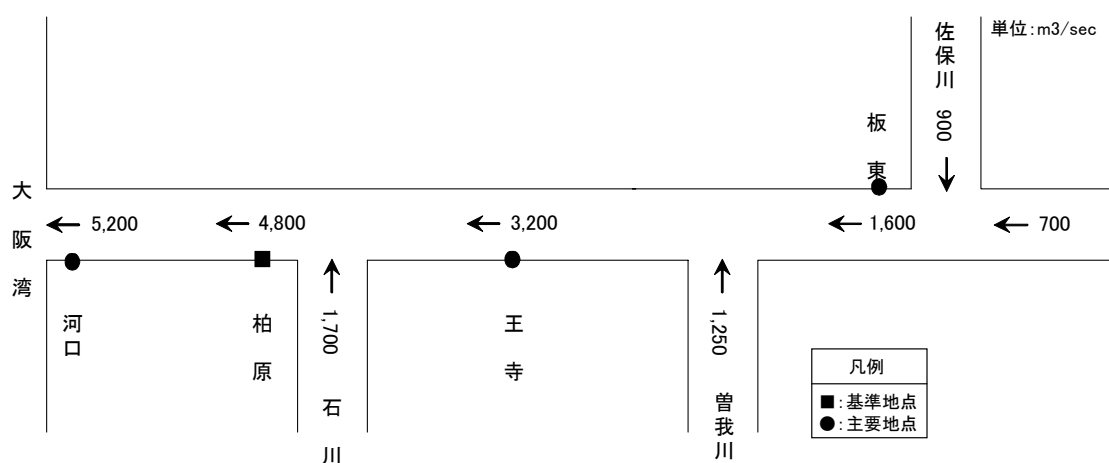 単位:m3/sec
佐保川 900
板東
大阪湾
5,200
4,800
3,200
1,600
700
河口
柏原
1,700 石川
王寺
1,250 曽我川
凡例
■:基準地点
●:主要地点